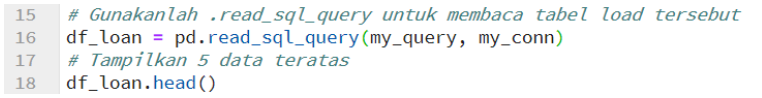 15 # Gunakanlah .read_sql_query untuk membaca tabel load tersebut
16 df_loan = pd.read_sql_query(my_query, my_conn)
17 # Tampilkan 5 data teratas
18 df_loan.head()